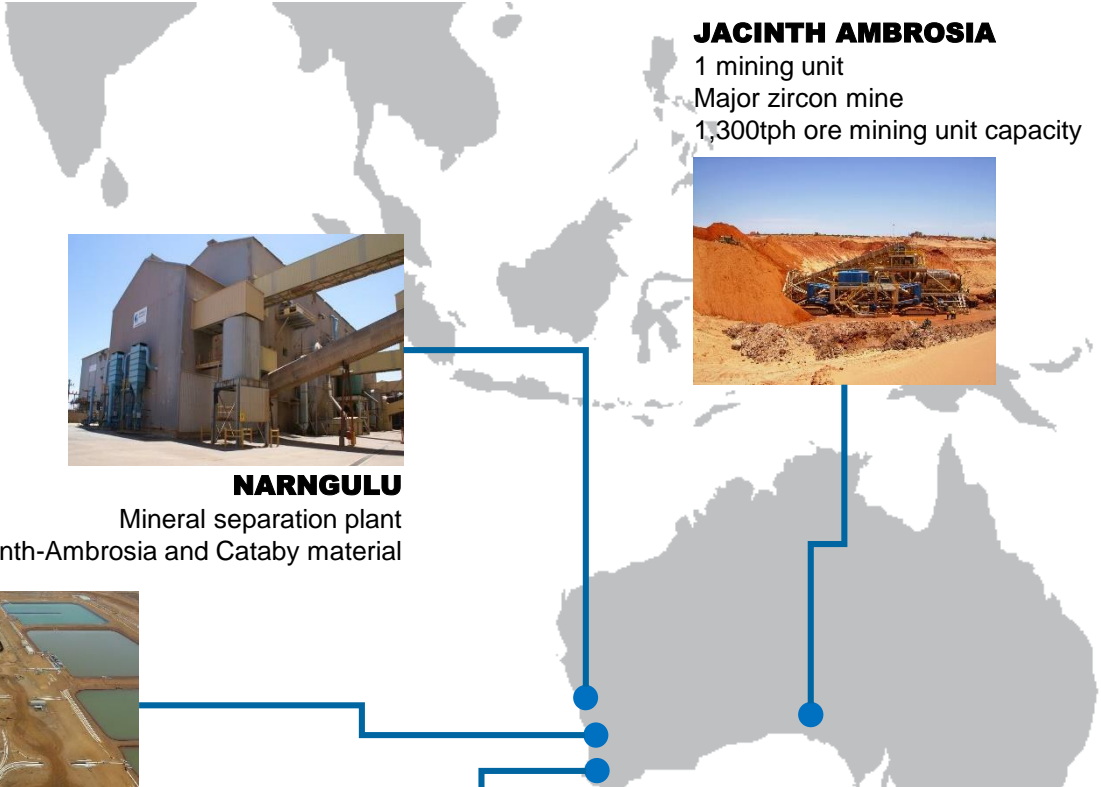 JACINTH AMBROSIA
1 mining unit
Major zircon mine
1,300tph ore mining unit capacity
NARNGULU
Mineral separation plant
nth-Ambrosia and Cataby material